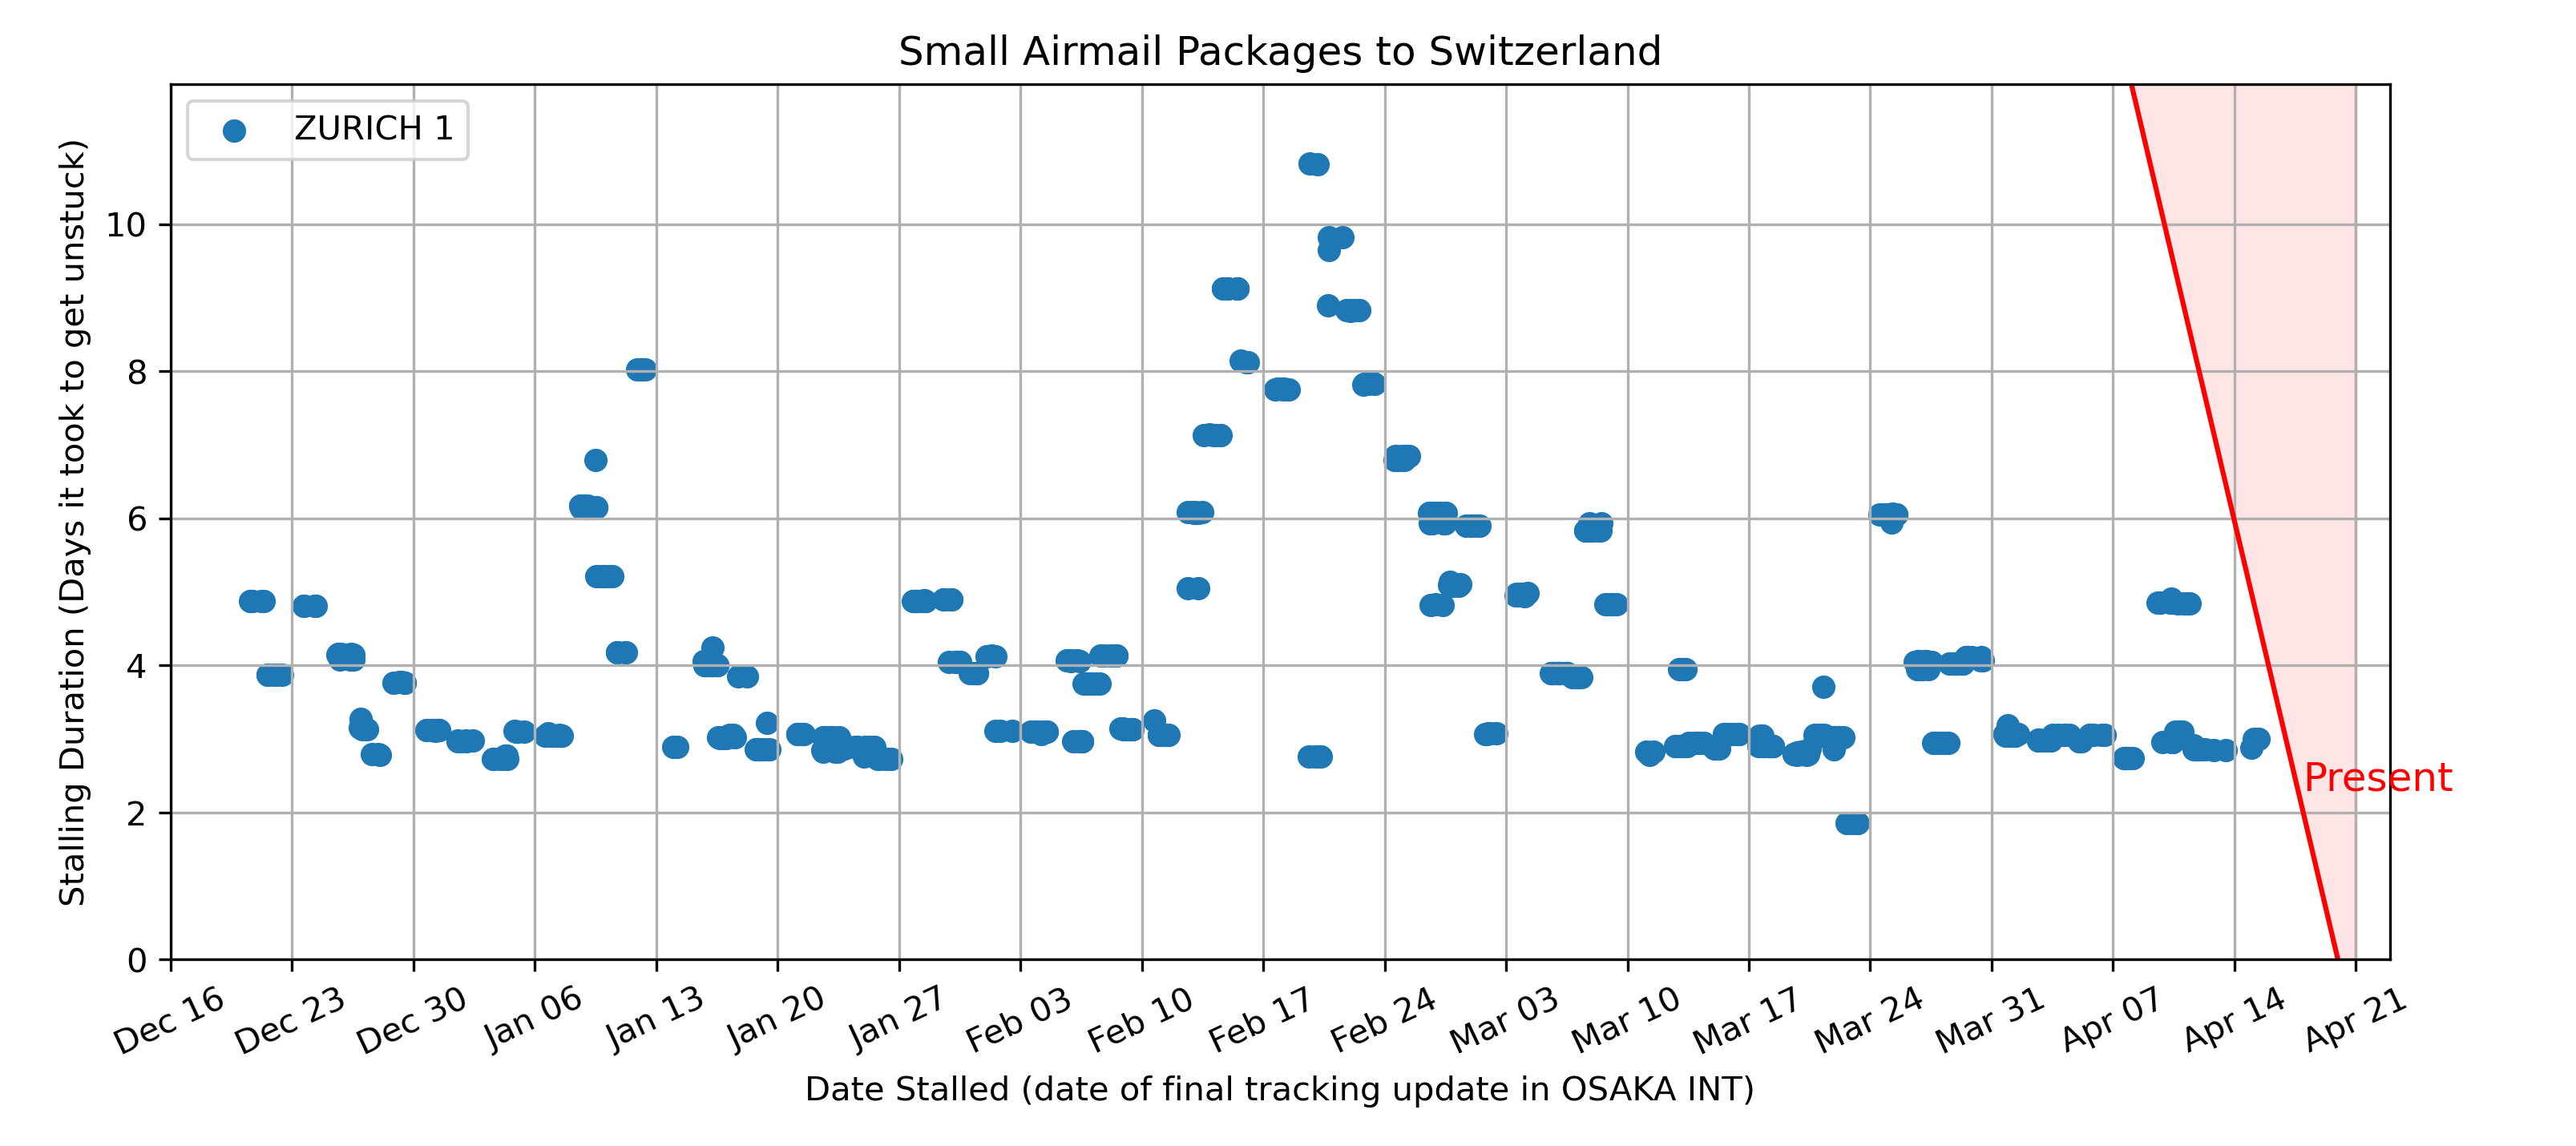 Small Airmail Packages to Switzerland
ZURICH 1
Stalling Duration (Days it took to get unstuck)
10
8
6
4
2
0
Present
Dec 16
Dec 23
Dec 30
Jan 06
Jan 13
Jan 20
Jan 27
Feb 03
Feb 10
Feb 17
Feb 24
Mar 03
Mar 10
Mar 17
Mar 24
Mar 31
Apr 07
Apr 14
Apr 21
Date Stalled (date of final tracking update in OSAKA INT)